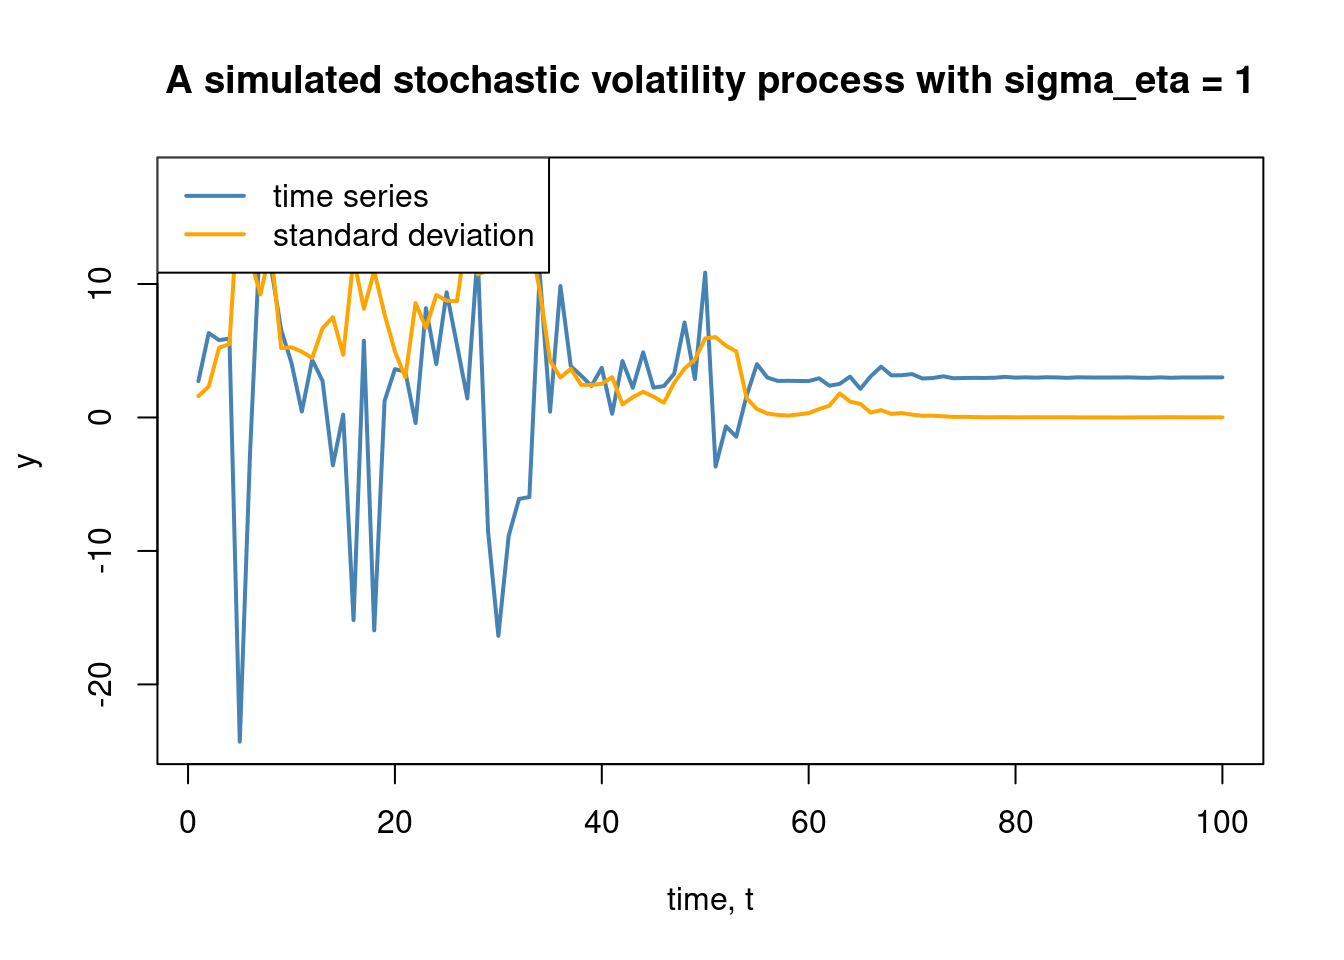 A simulated stochastic volatility process with sigma_eta = 1
time series
standard deviation
y
10
0
-10
-20
0 20 40 60 80 100
time, t